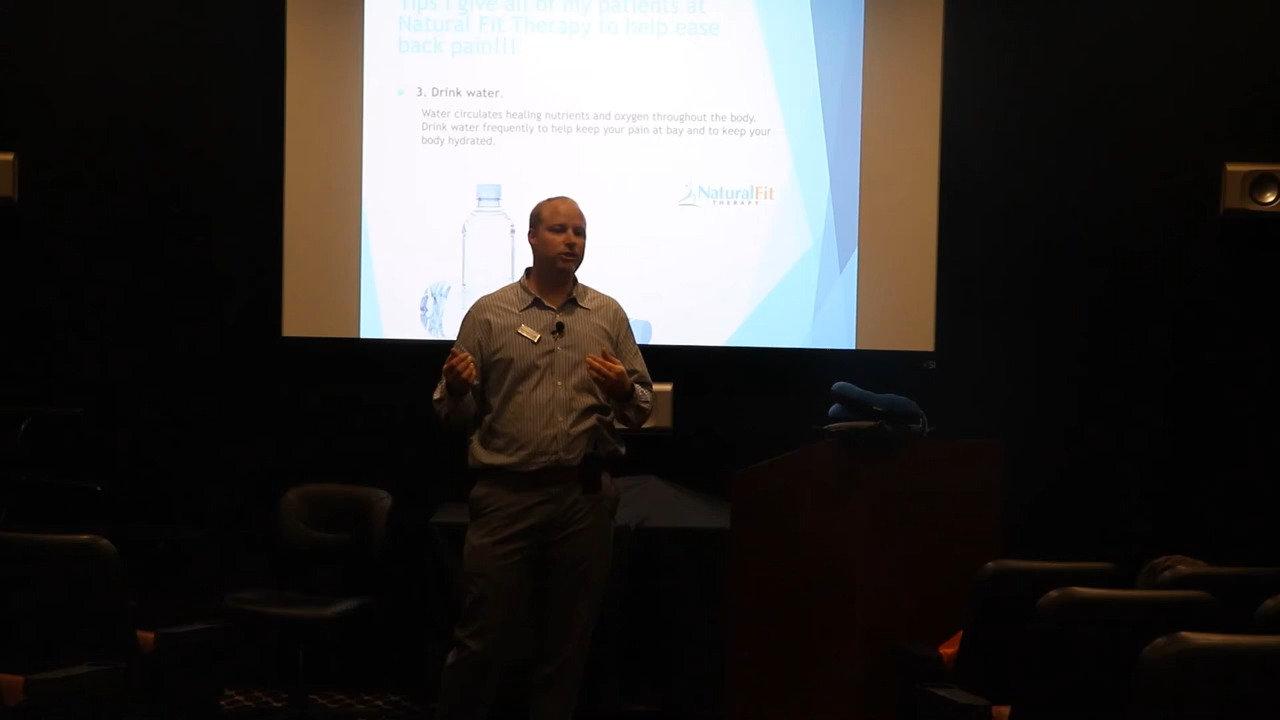 Tips I give all of my patients at
Natural Fit Therapy to help ease
back pain!!!
3. Drink water.
Water circulates healing nutrients and oxygen throughout the body.
Drink water frequently to help keep your pain at bay and to keep your
body hydrated.
NaturalFit
THERAPY